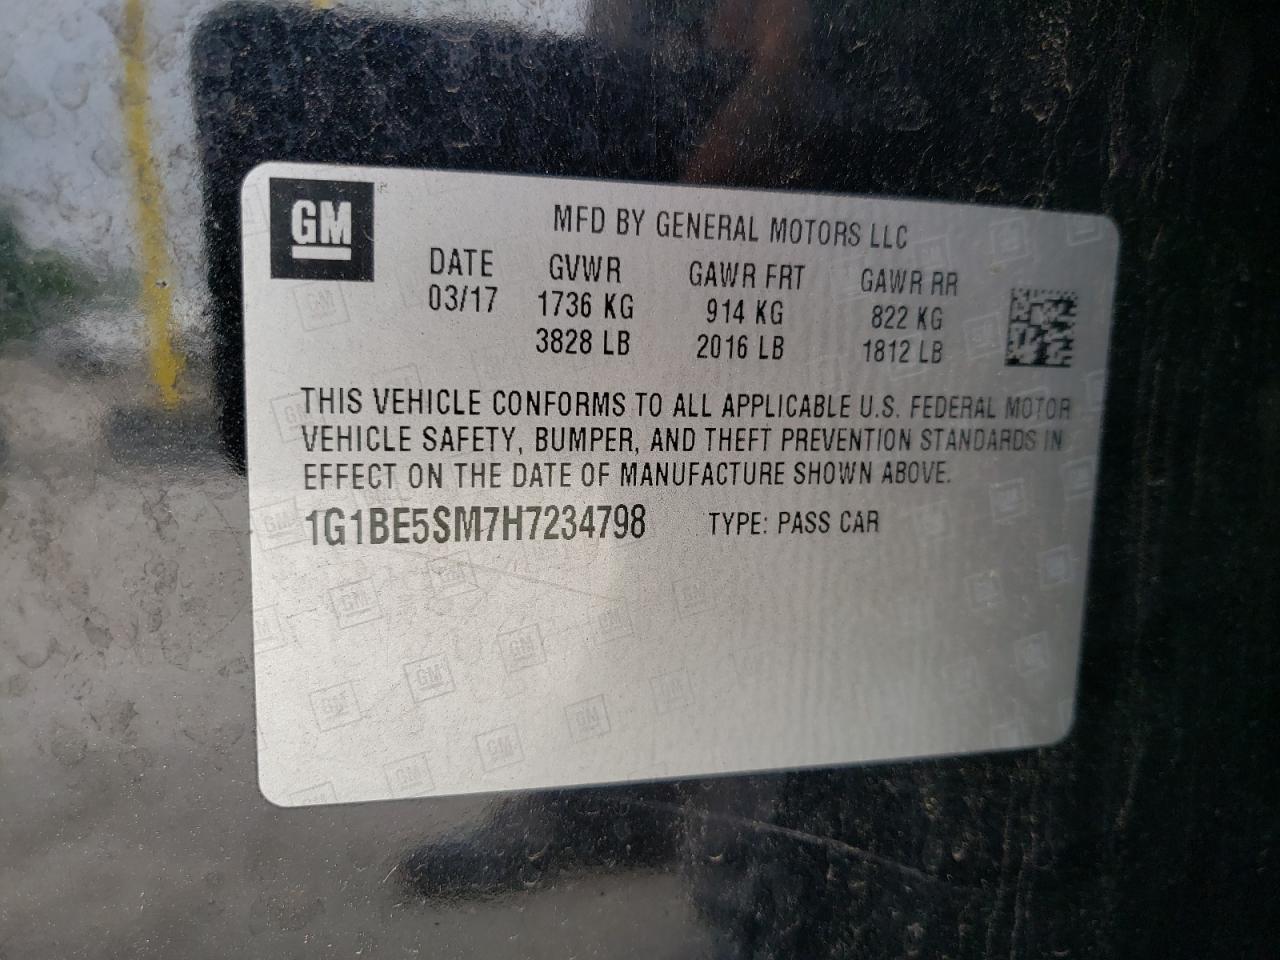 GM
MFD BY GENERAL MOTORS LLC
DATE GVWR GAWR FRT GAWR RR
03/17 1736 KG 914 KG 822 KG
3828 LB 2016 LB 1812 LB
THIS VEHICLE CONFORMS TO ALL APPLICABLE U.S. FEDERAL MOTOR
VEHICLE SAFETY, BUMPER, AND THEFT PREVENTION STANDARDS IN
EFFECT ON THE DATE OF MANUFACTURE SHOWN ABOVE.
1G1BE5SM7H7234798 TYPE: PASS CAR